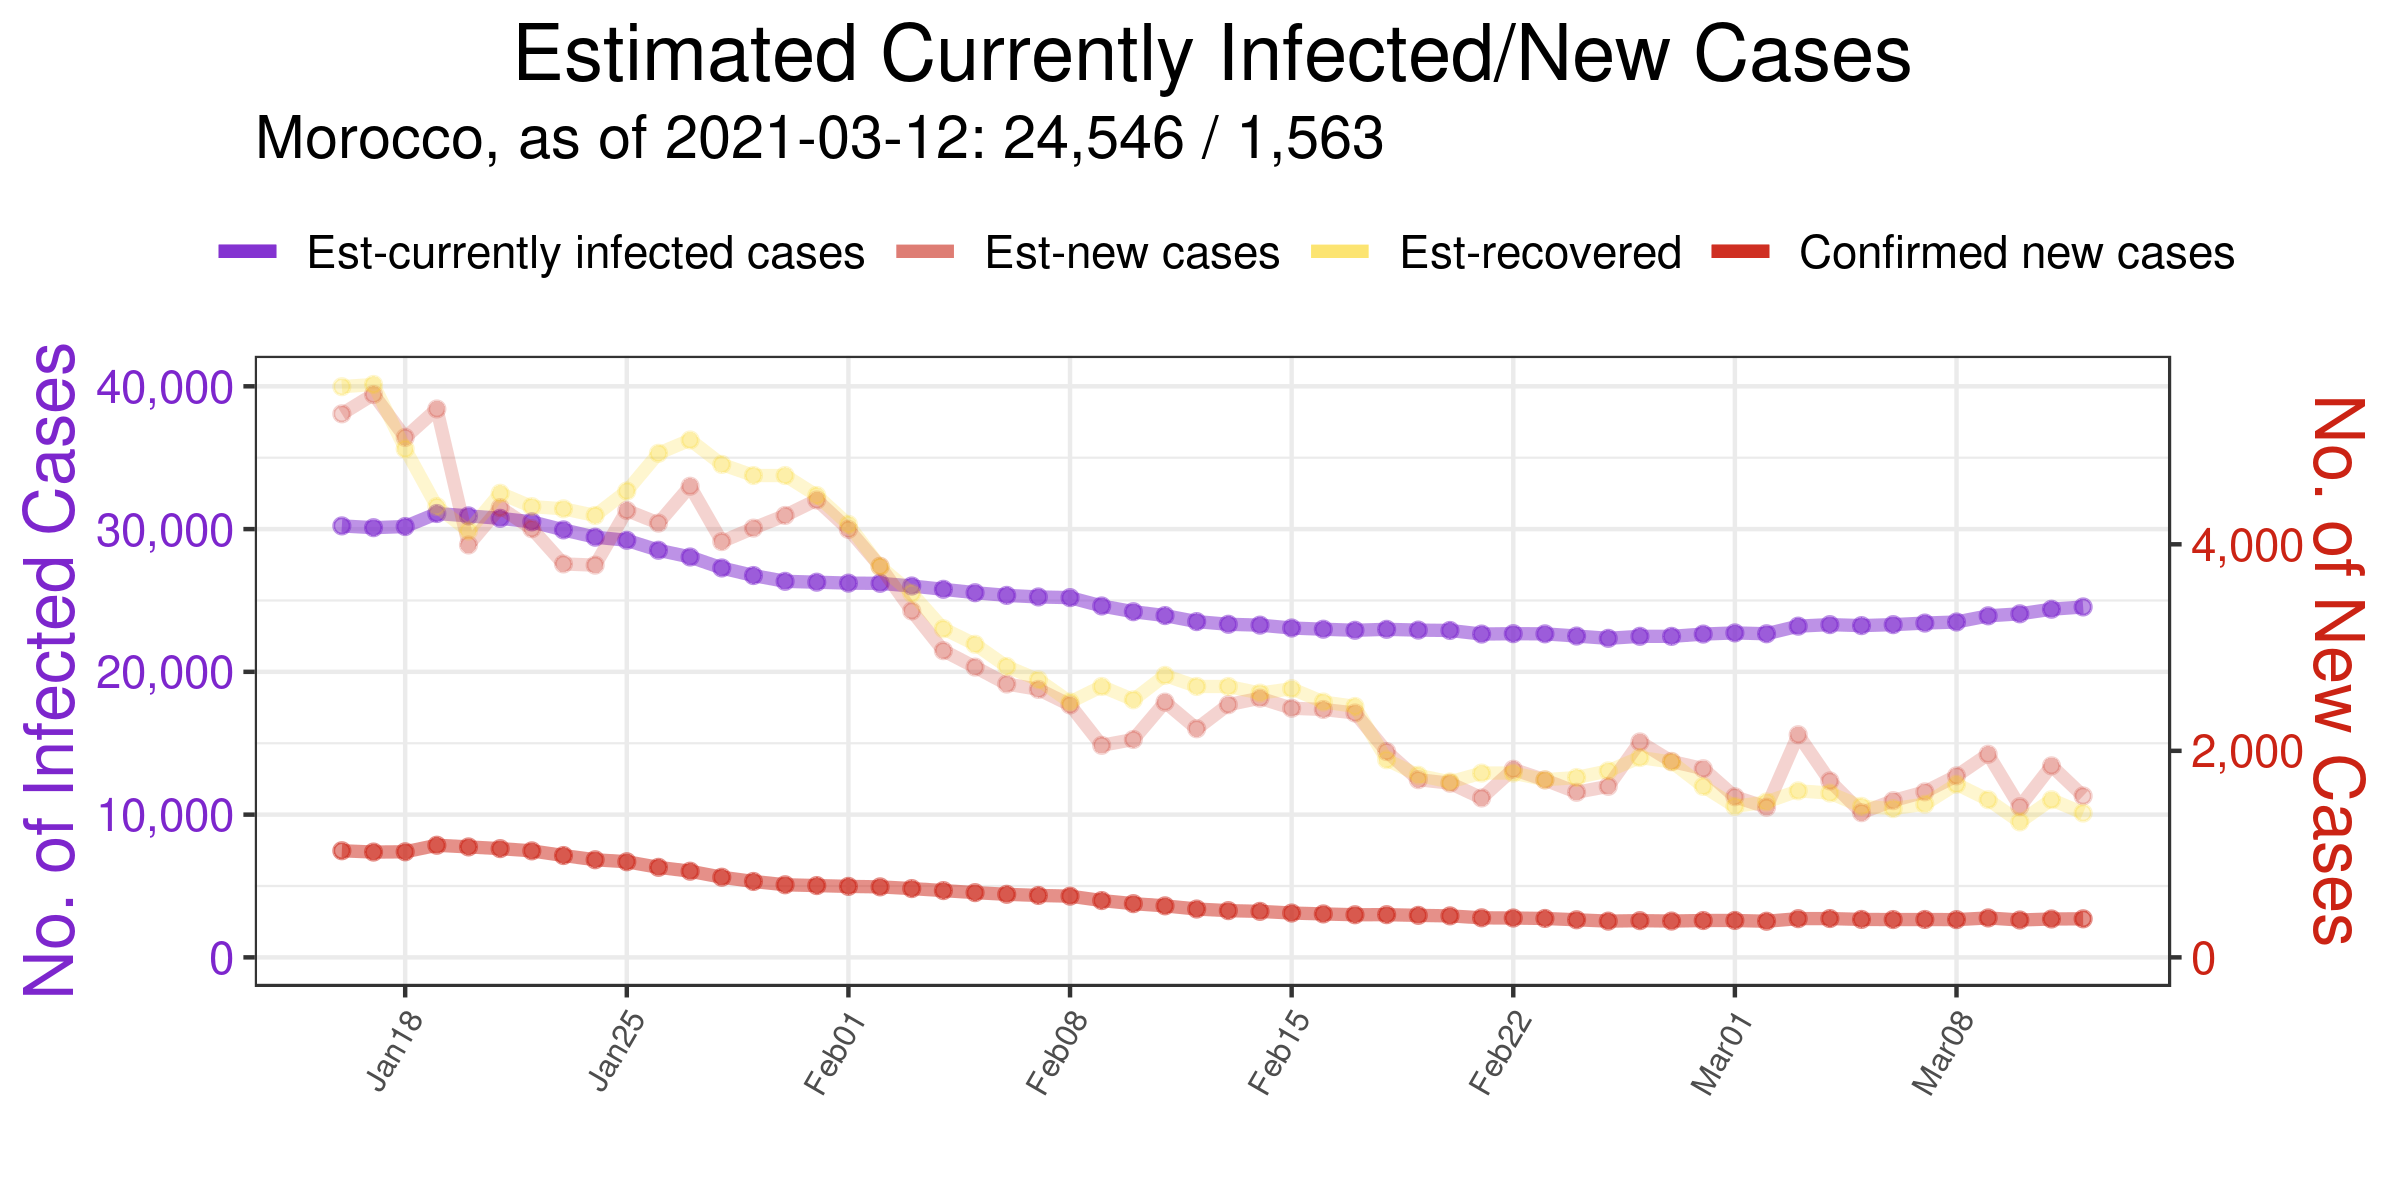 Estimated Currently Infected/New Cases
Morocco, as of 2021-03-12: 24,546 / 1,563
Est-currently infected cases Est-new cases Est-recovered Confirmed new cases
No. of Infected Cases
40,000
30,000
20,000
10,000
0
No. of New Cases
4,000
2,000
0
Jan18 Jan25 Feb01 Feb08 Feb15 Feb22 Mar01 Mar08